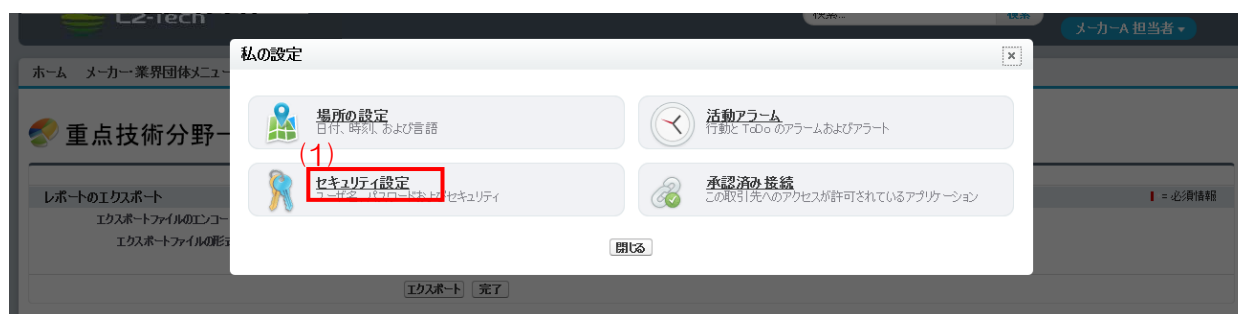 L2-Tech
検索...
検索
メーカーA 担当者
ホーム メーカー・業界団体メニュー
私の設定
重点技術分野一
場所の設定
日付、時刻、および言語
活動アラーム
行動と ToDo のアラームおよびアラート
(1)
セキュリティ設定
ユーザ名、パスワードおよびセキュリティ
承認済み接続
この取引先へのアクセスが許可されているアプリケーション
レポートのエクスポート
= 必須情報
エクスポートファイルのエンコー
エクスポートファイルの形式
閉じる
エクスポート 完了